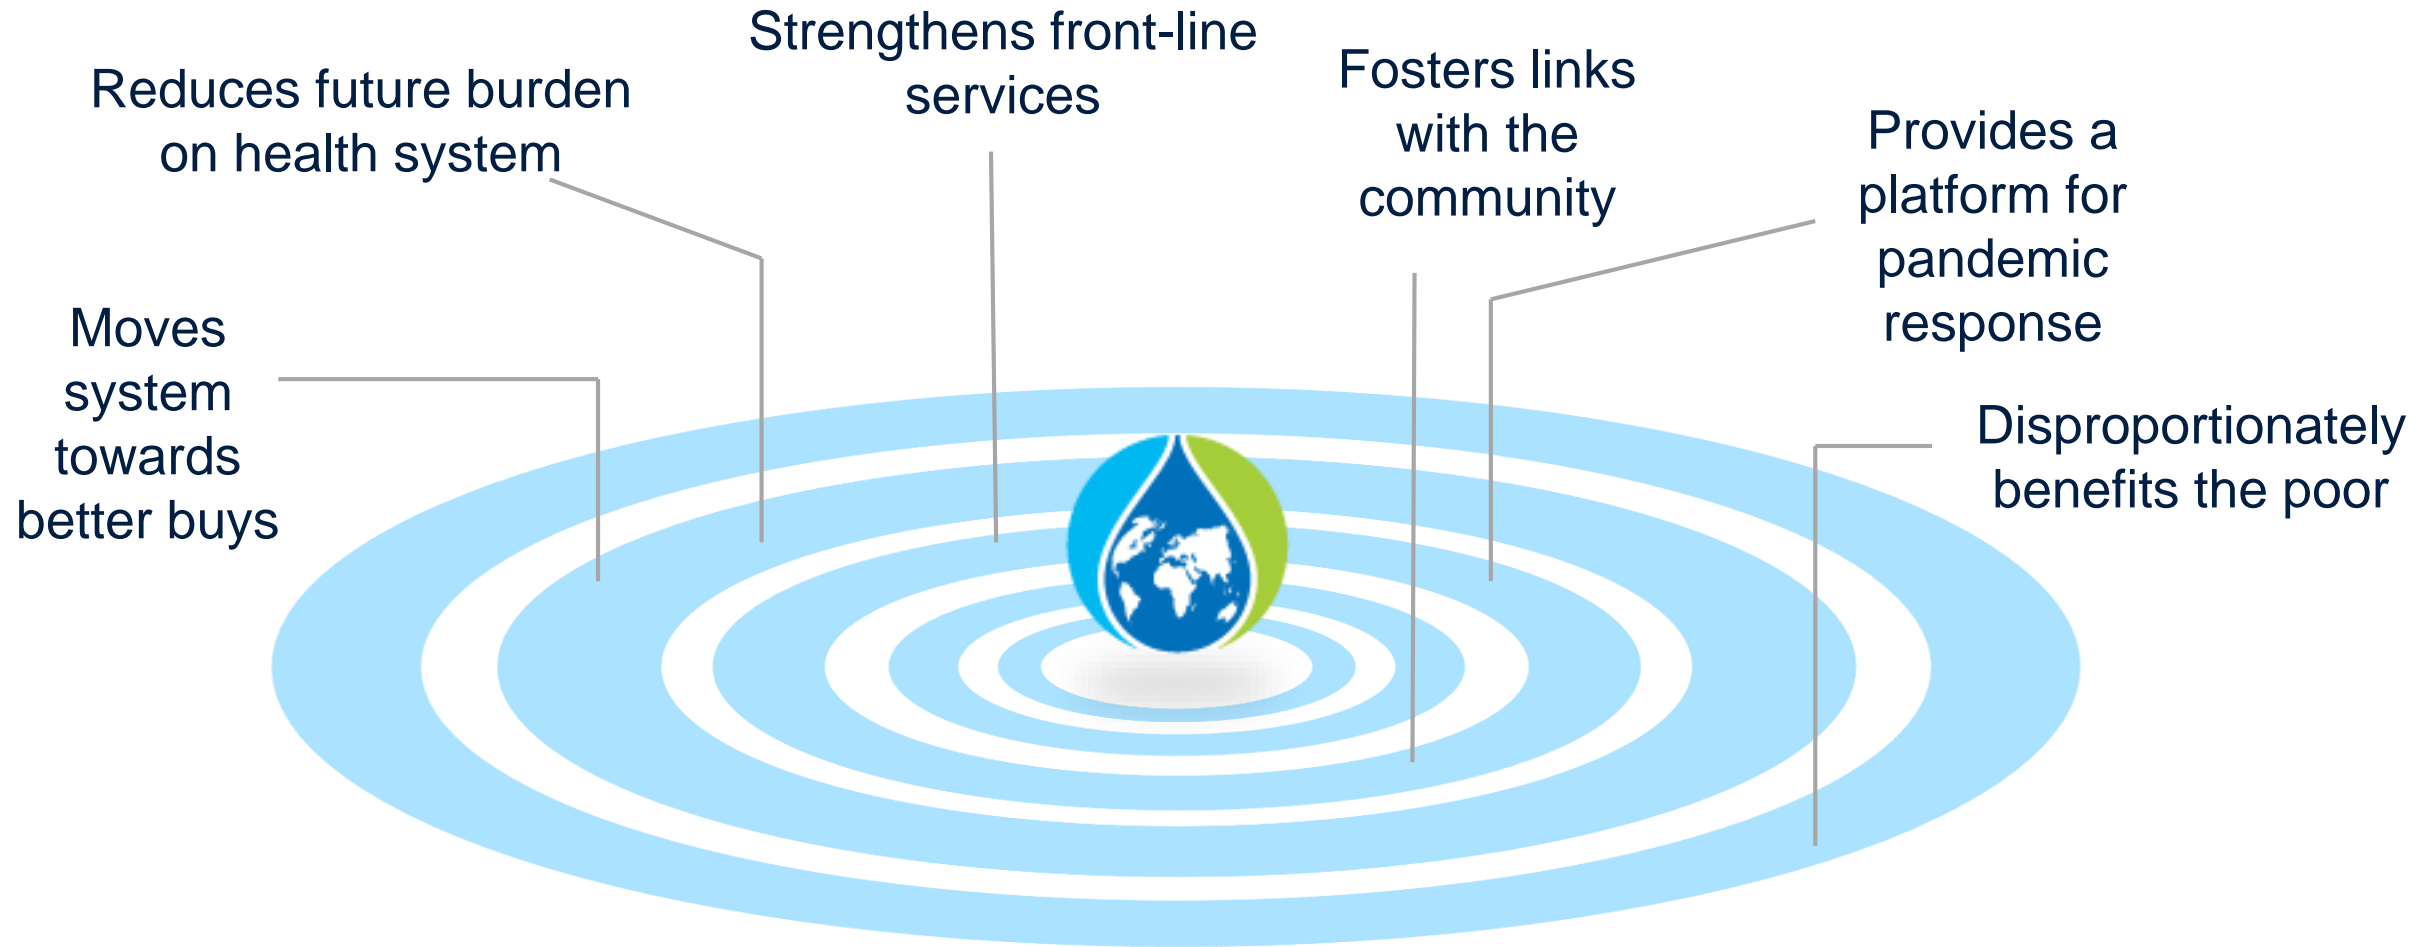 Moves
system
towards
better buys
Reduces future burden
on health system
Strengthens front-line
services
Fosters links
with the
community
Provides a
platform for
pandemic
response
Disproportionately
benefits the poor